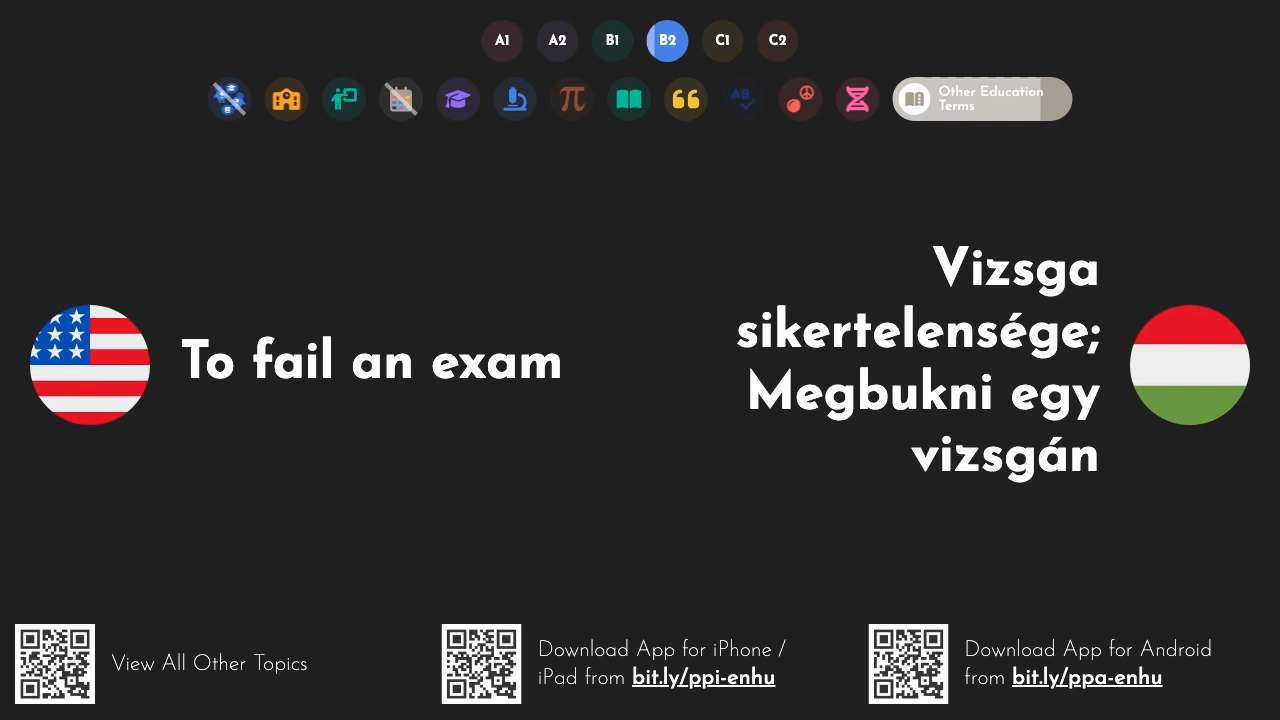 A1 A2 B1 B2 C1 C2
Other Education
Terms
To fail an exam
Vizsga
sikertelensége;
Megbukni egy
vizsgán
View All Other Topics
Download App for iPhone /
iPad from bit.ly/ppi-enhu
Download App for Android
from bit.ly/ppa-enhu